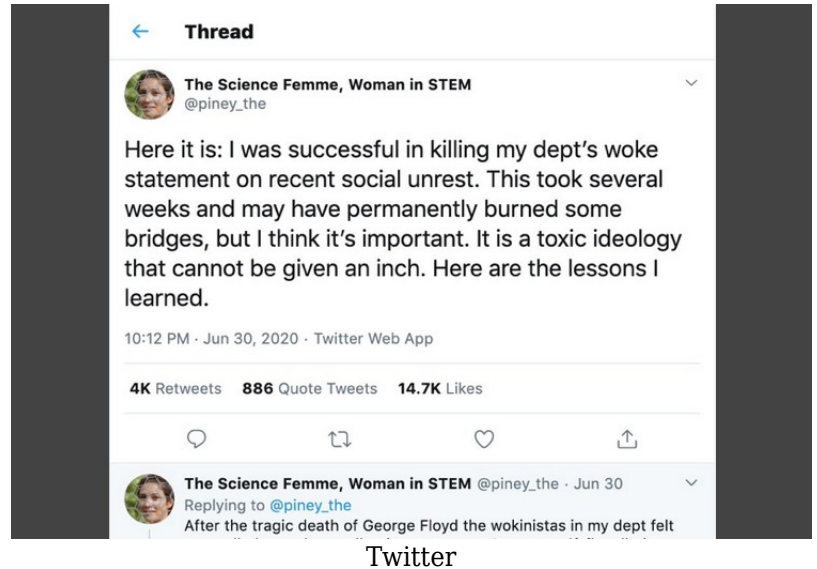 Thread
The Science Femme, Woman in STEM
@piney_the
Here it is: I was successful in killing my dept's woke
statement on recent social unrest. This took several
weeks and may have permanently burned some
bridges, but I think it's important. It is a toxic ideology
that cannot be given an inch. Here are the lessons I
learned.
10:12 PM · Jun 30, 2020 · Twitter Web App
4K Retweets 886 Quote Tweets 14.7K Likes
The Science Femme, Woman in STEM @piney_the · Jun 30
Replying to @piney_the
After the tragic death of George Floyd the wokinistas in my dept felt
Twitter